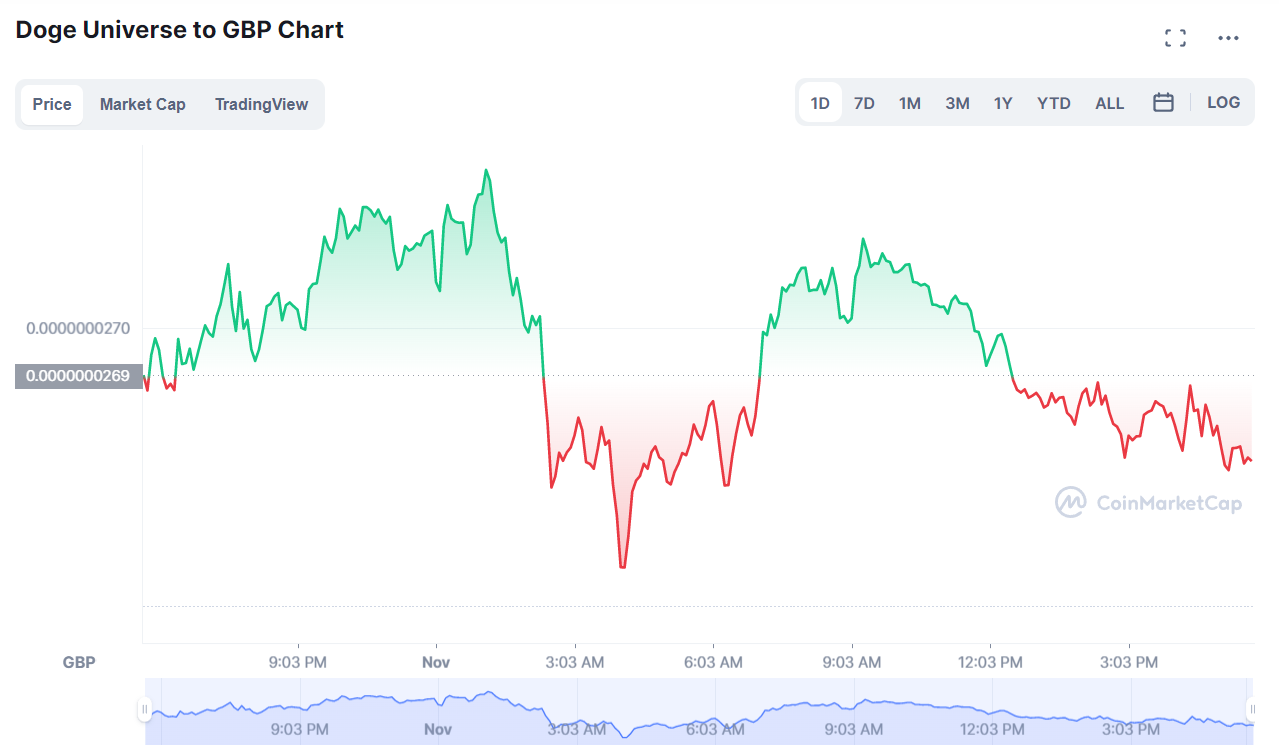 Doge Universe to GBP Chart
Price Market Cap TradingView
1D 7D 1M 3M 1Y YTD ALL LOG
0.0000000270
0.0000000269
CoinMarketCap
GBP 9:03 PM Nov 3:03 AM 6:03 AM 9:03 AM 12:03 PM 3:03 PM
9:03 PM Nov 3:03 AM 6:03 AM 9:03 AM 12:03 PM 3:03 PM